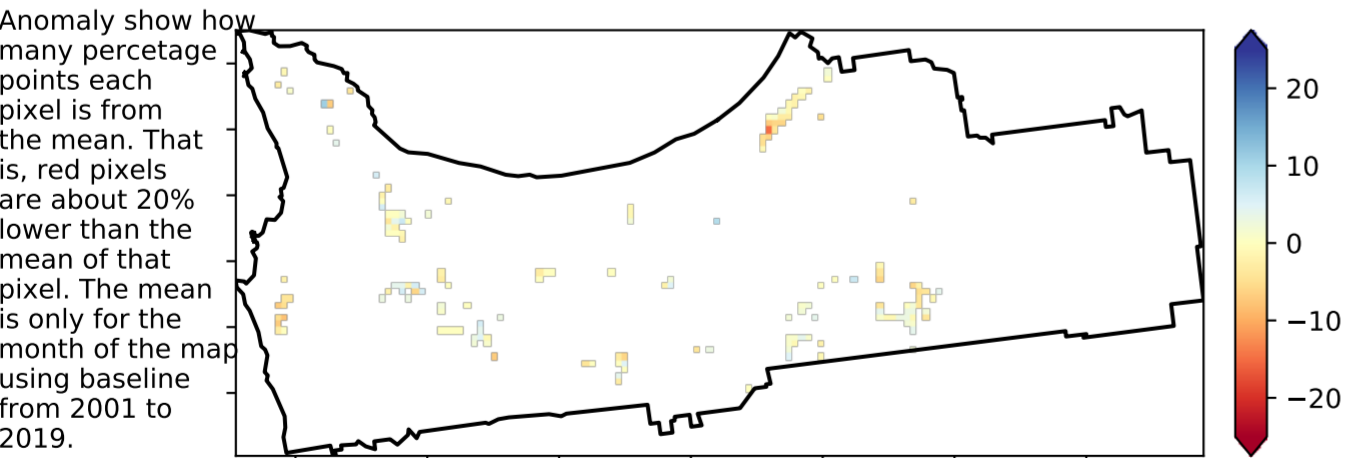 Anomaly show how
many percetage
points each
pixel is from
the mean. That
is, red pixels
are about 20%
lower than the
mean of that
pixel. The mean
is only for the
month of the map
using baseline
from 2001 to
2019.
20
10
0
−10
−20